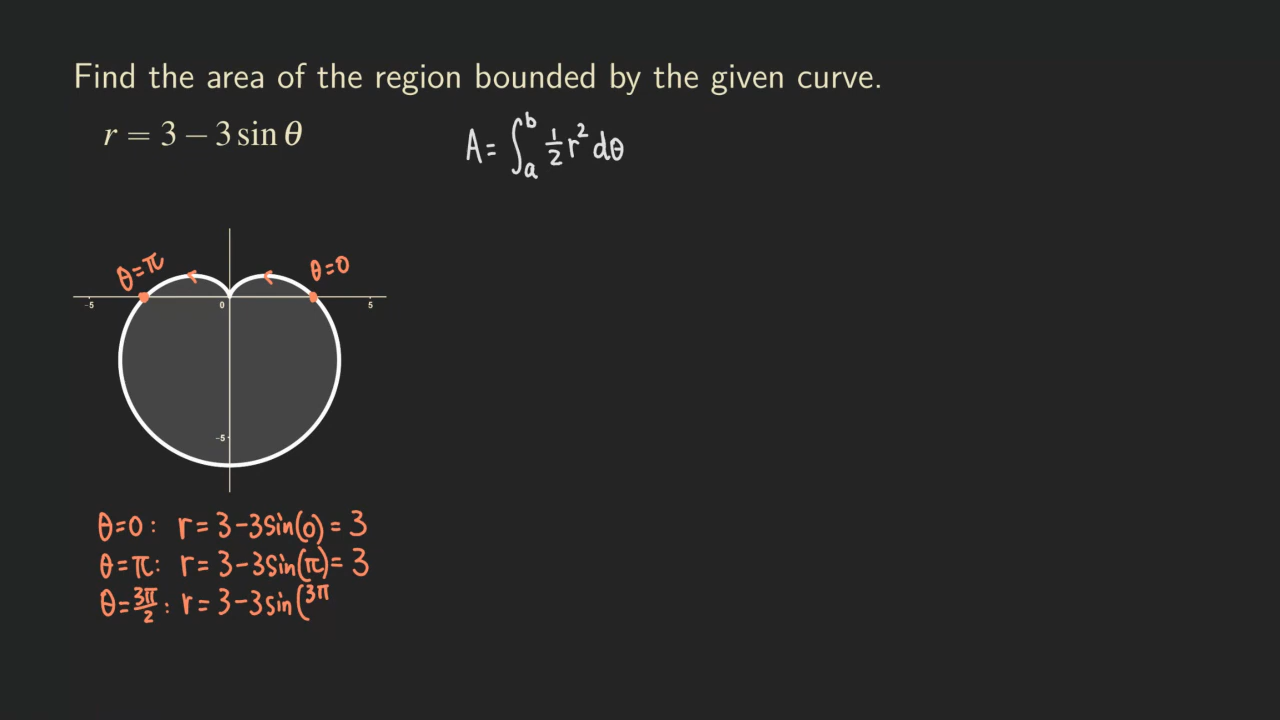 Find the area of the region bounded by the given curve.
r = 3 − 3 sin θ
A = ∫_a^b 1/2 r² dθ
θ=π
θ=0
-5 0 5
-5
θ=0 : r = 3-3sin(0) = 3
θ=π: r = 3-3sin(π) = 3
θ=3π/2 : r = 3-3sin(3π